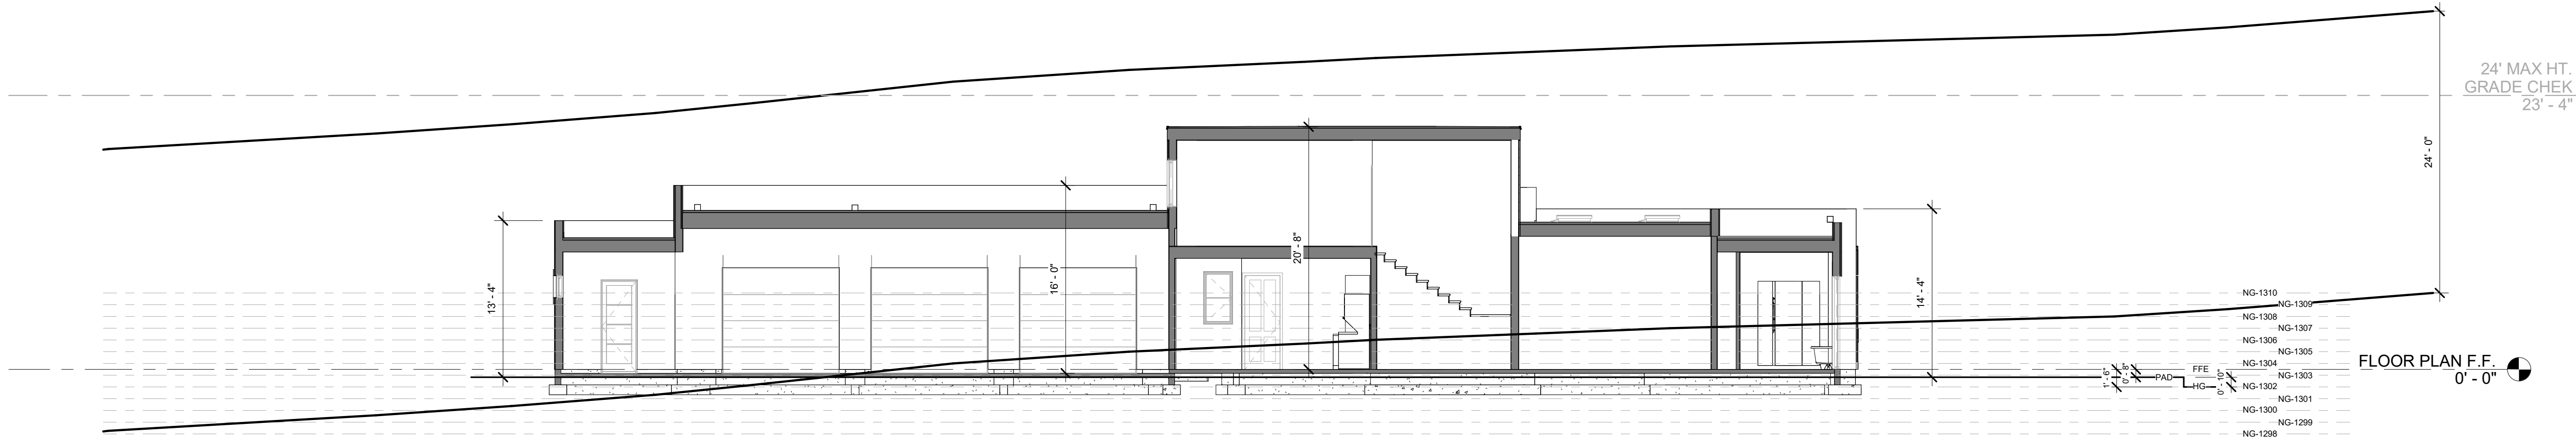 24' MAX HT.
GRADE CHEK
23' - 4"
24' - 0"
20' - 8"
16' - 0"
13' - 4"
14' - 4"
NG-1310
NG-1309
NG-1308
NG-1307
NG-1306
NG-1305
NG-1304
FLOOR PLAN F.F.
0' - 0"
FFE
NG-1303
PAD
HG
NG-1302
1' - 6"
0' - 8"
0' - 10"
NG-1301
NG-1300
NG-1299
NG-1298